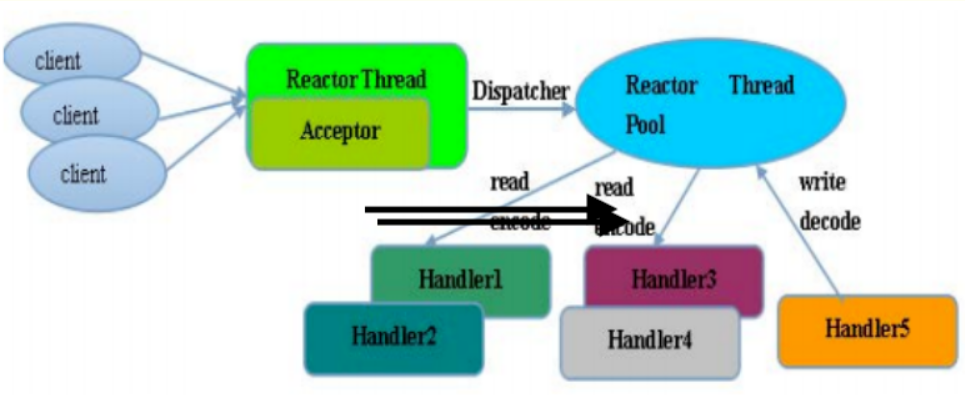 client
client
client
Reactor Thread
Acceptor
Dispatcher
Reactor Thread
Pool
read
encode
read
encode
write
decode
Handler1
Handler2
Handler3
Handler4
Handler5